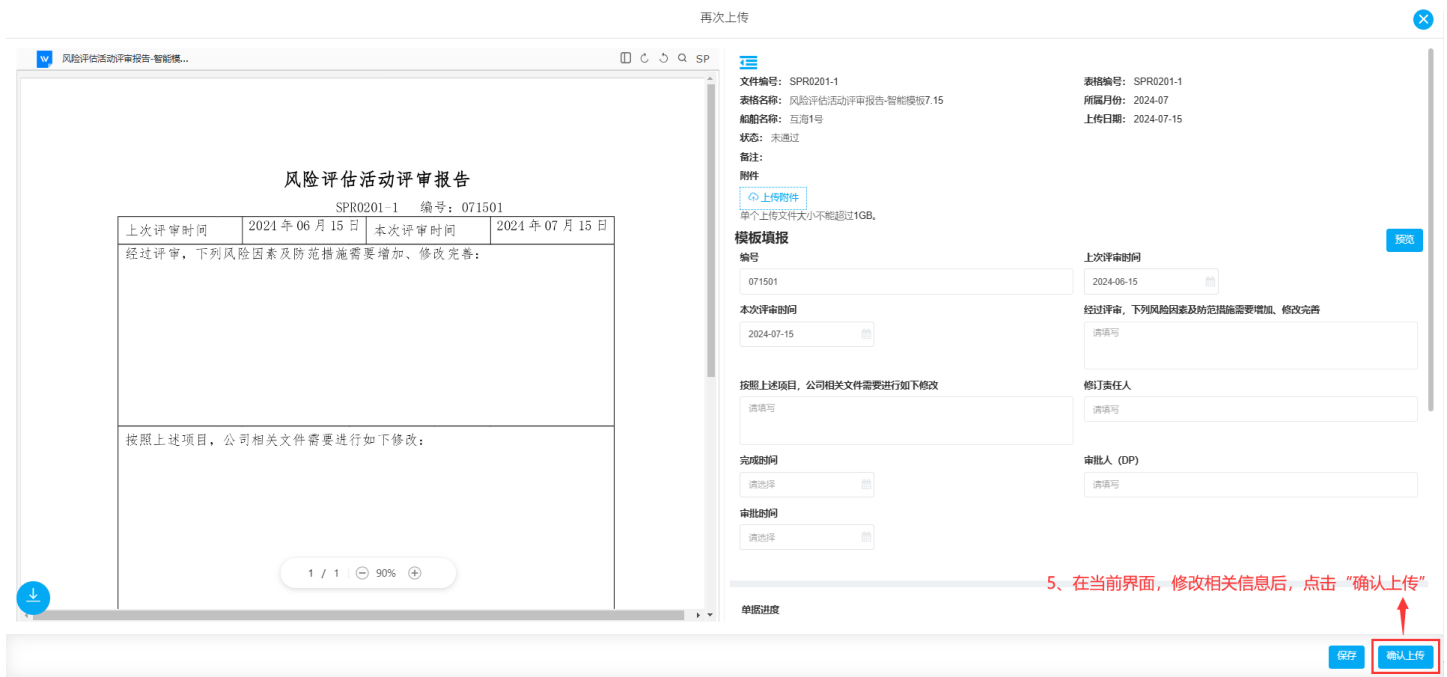 再次上传
风险评估活动评审报告-智能模...
SP
风险评估活动评审报告
SPR0201-1 编号：071501
上次评审时间 2024 年 06 月 15 日 本次评审时间 2024 年 07 月 15 日
经过评审，下列风险因素及防范措施需要增加、修改完善：
按照上述项目，公司相关文件需要进行如下修改：
1 / 1 90%
文件编号： SPR0201-1 表格编号： SPR0201-1
表格名称： 风险评估活动评审报告-智能模板7.15 所属月份： 2024-07
船舶名称： 互海1号 上传日期： 2024-07-15
状态： 未通过
备注：
附件
上传附件
单个上传文件大小不能超过1GB。
模板填报 预览
编号 上次评审时间
071501 2024-06-15
本次评审时间 经过评审，下列风险因素及防范措施需要增加、修改完善
2024-07-15 请填写
按照上述项目，公司相关文件需要进行如下修改 修订责任人
请填写 请填写
完成时间 审批人（DP)
请选择 请填写
审批时间
请选择
5、在当前界面，修改相关信息后，点击“确认上传”
单据进度
保存 确认上传